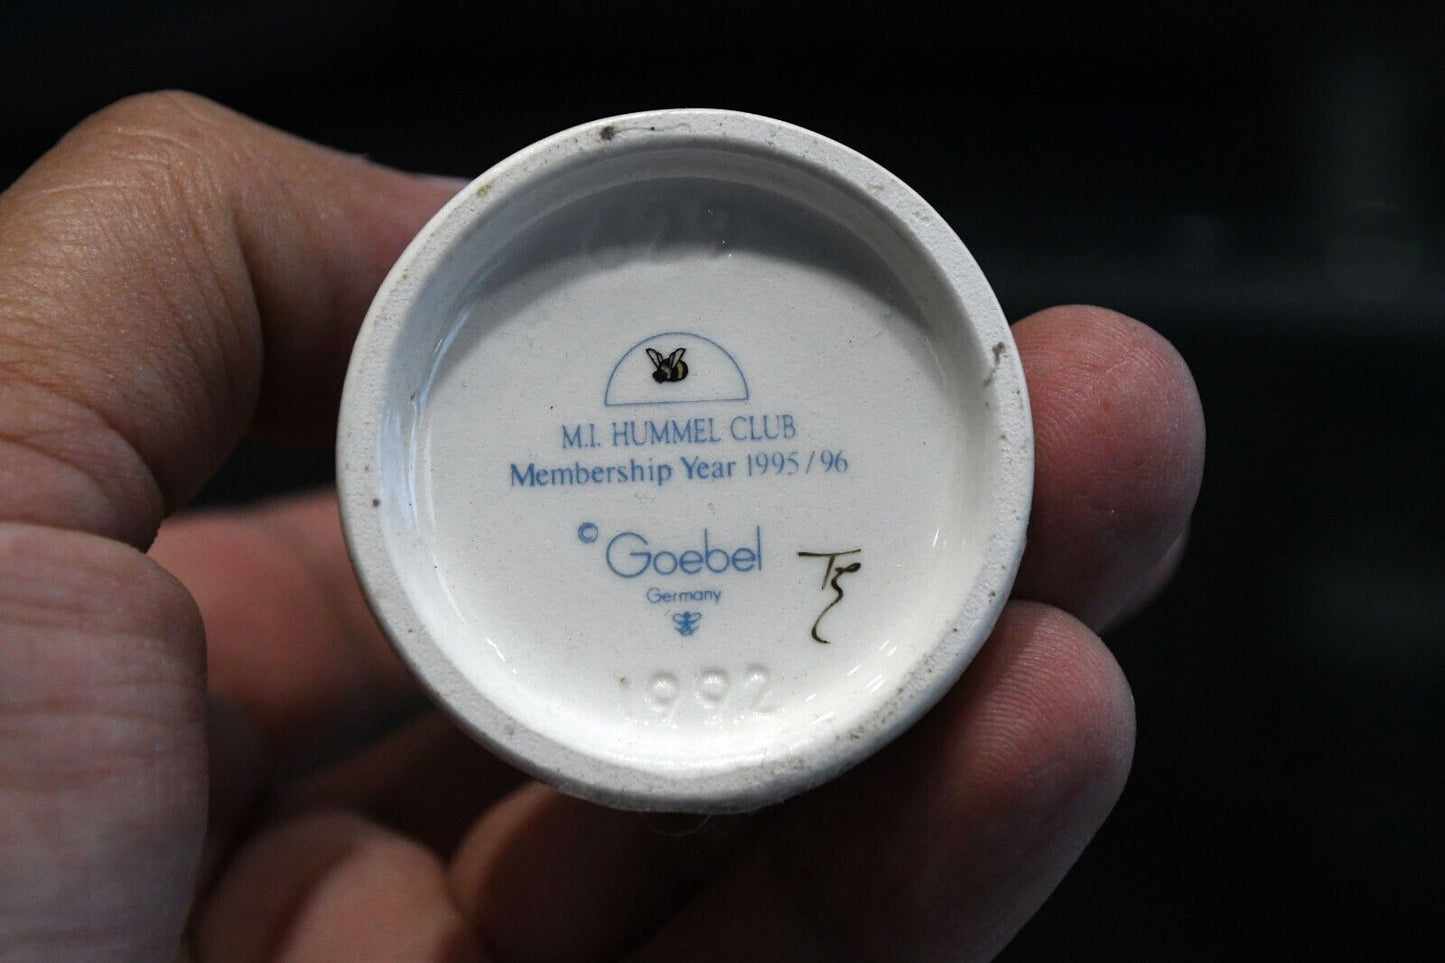 M.I. HUMMEL CLUB
Membership Year 1995/96
© Goebel
Germany
1992